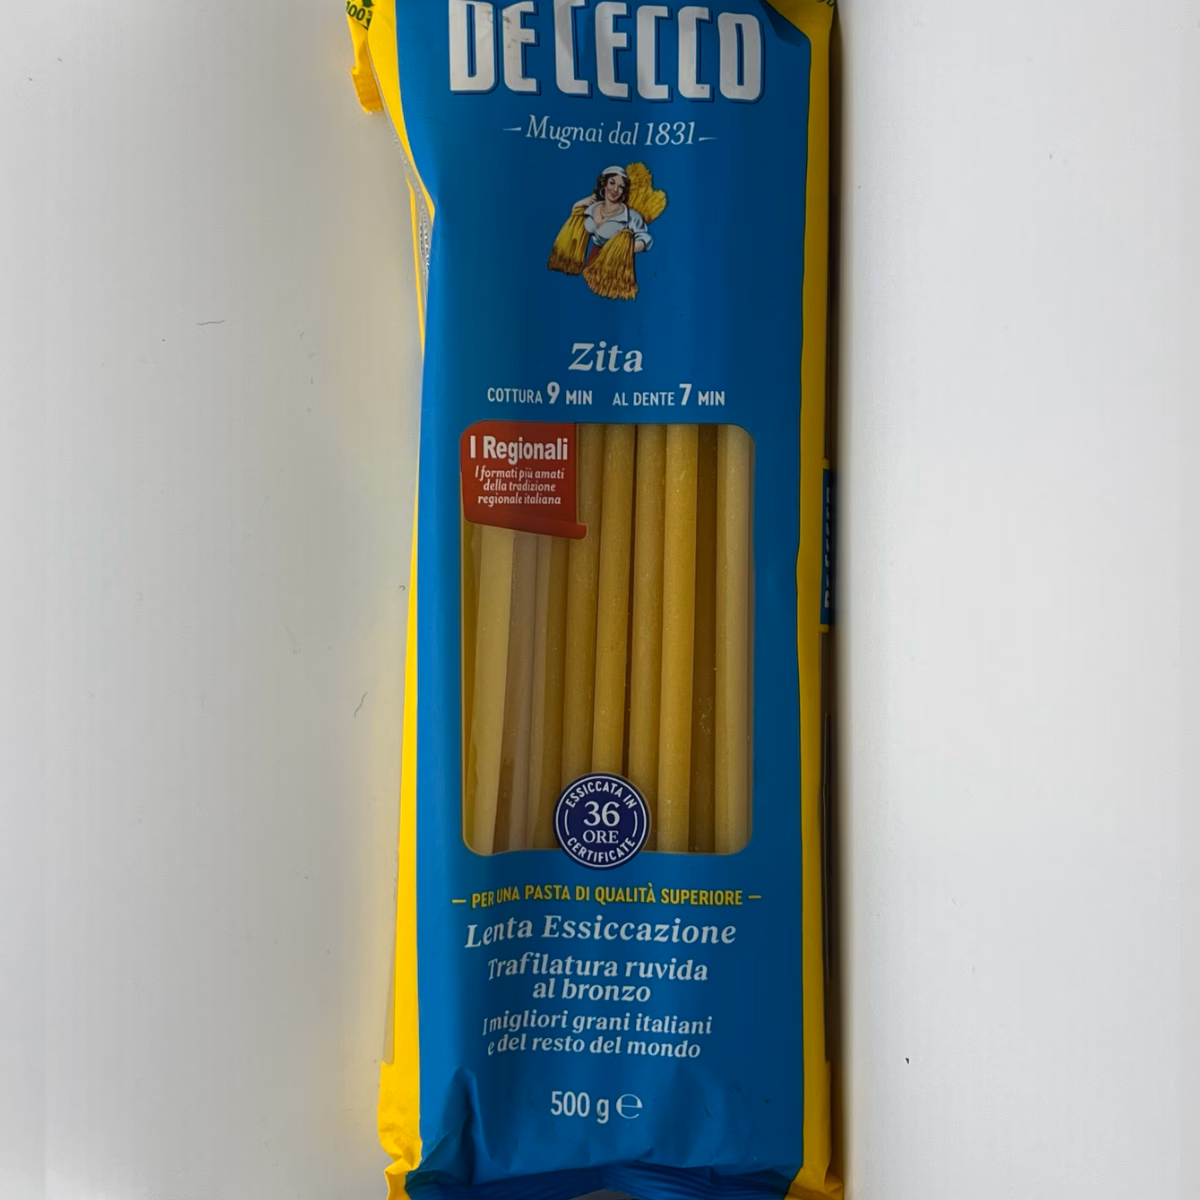 100
DE CECCO
Mugnai dal 1831
Zita
COTTURA 9 MIN AL DENTE 7 MIN
I Regionali
I formati più amati
della tradizione
regionale italiana
ESSICCATA IN
36
ORE
CERTIFICATE
PER UNA PASTA DI QUALITÀ SUPERIORE
Lenta Essiccazione
Trafilatura ruvida
al bronzo
I migliori grani italiani
e del resto del mondo
500 g ℮